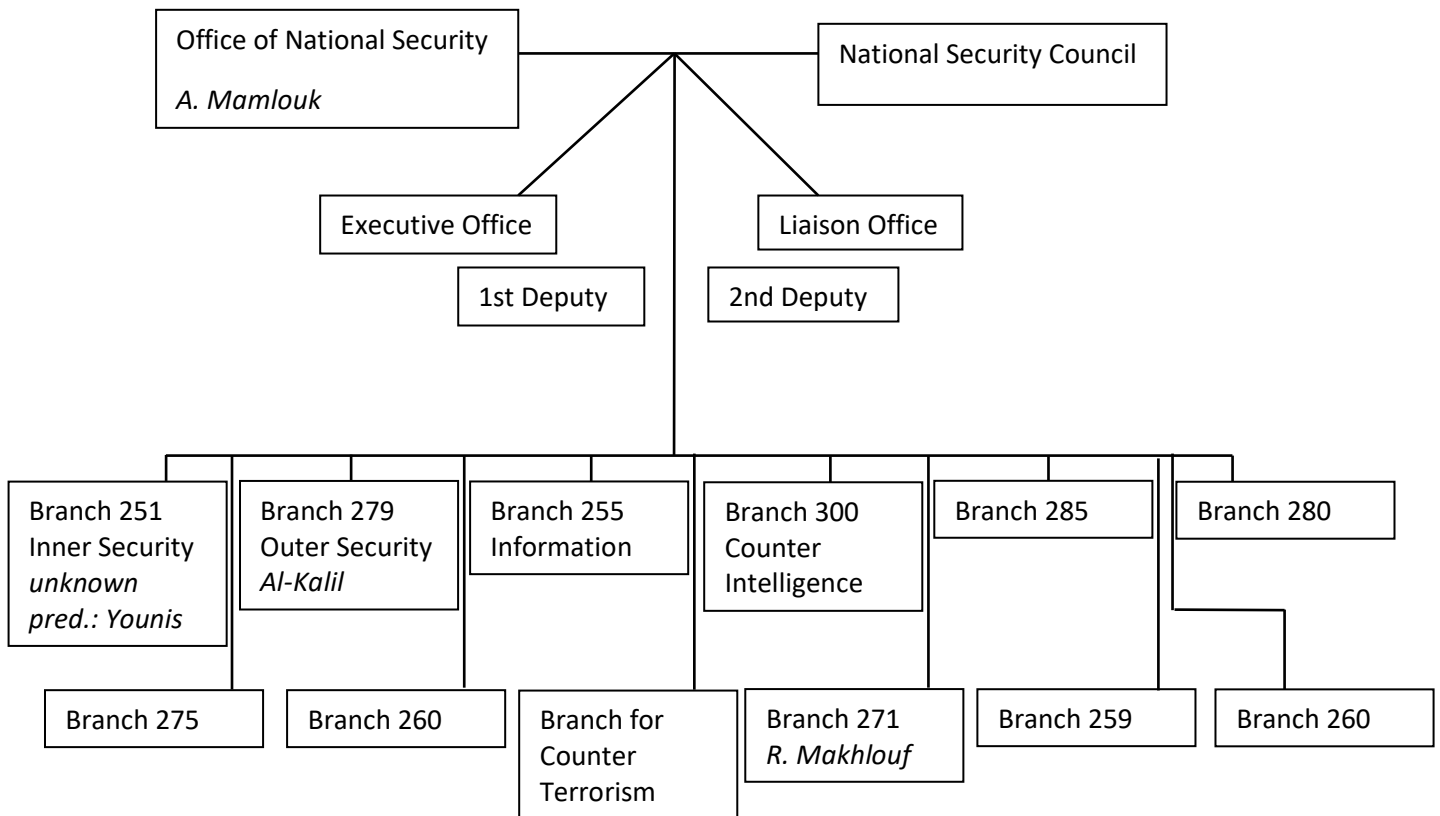 Office of National Security
A. Mamlouk
National Security Council
Executive Office
Liaison Office
1st Deputy
2nd Deputy
Branch 251
Inner Security
unknown
pred.: Younis
Branch 279
Outer Security
Al-Kalil
Branch 255
Information
Branch 300
Counter
Intelligence
Branch 285
Branch 280
Branch 275
Branch 260
Branch for
Counter
Terrorism
Branch 271
R. Makhlouf
Branch 259
Branch 260